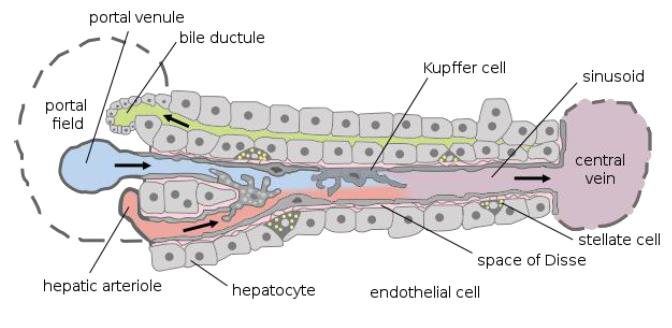 portal venule
bile ductule
Kupffer cell
sinusoid
portal
field
central
vein
stellate cell
space of Disse
hepatic arteriole
hepatocyte
endothelial cell